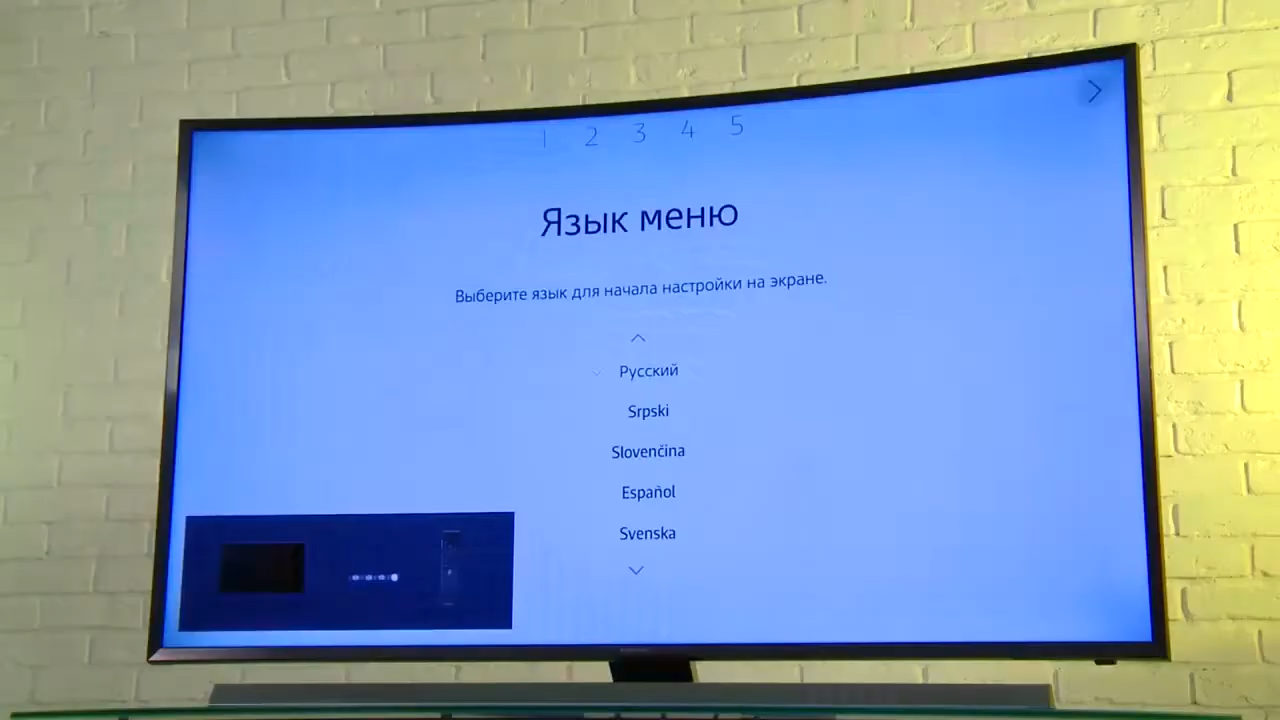 1 2 3 4 5
Язык меню
Выберите язык для начала настройки на экране.
Русский
Srpski
Slovenčina
Español
Svenska